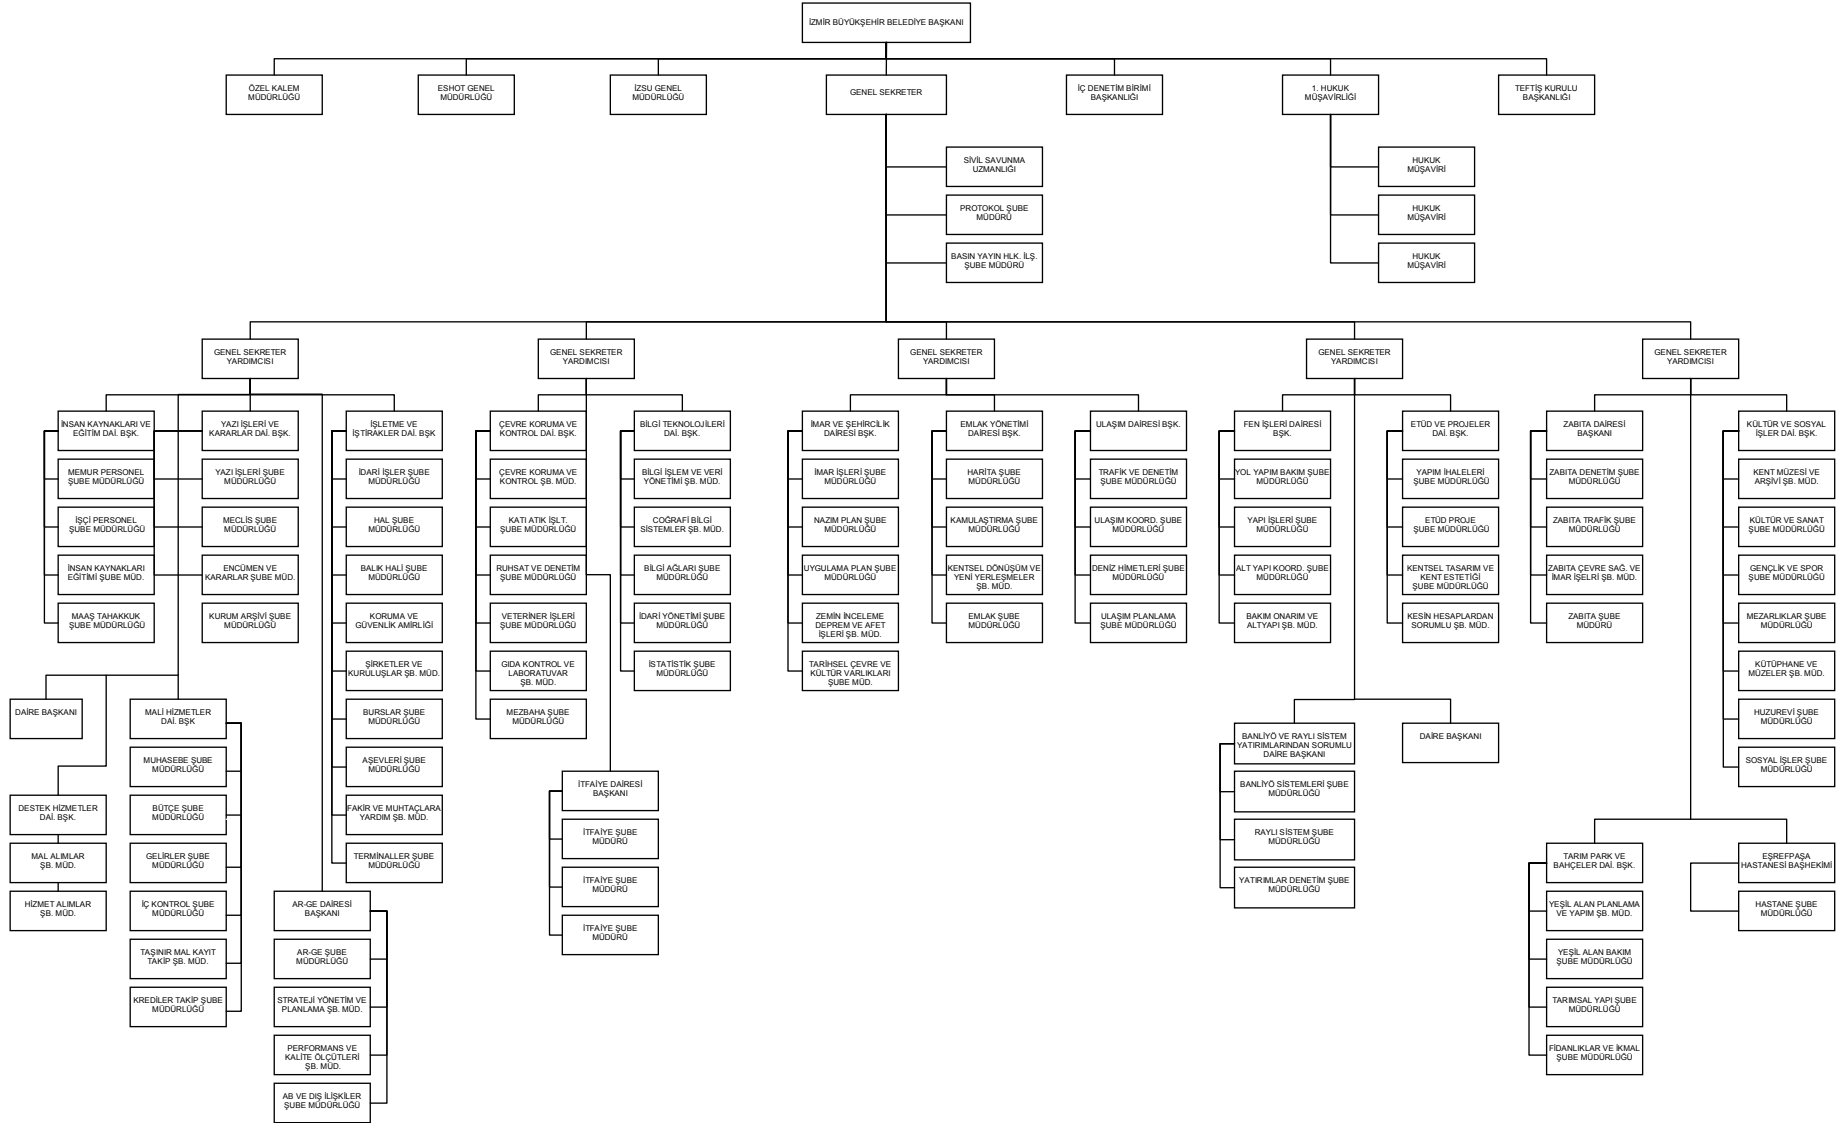 İZMİR BÜYÜKŞEHİR BELEDİYE BAŞKANI
ÖZEL KALEM
MÜDÜRLÜĞÜ
ESHOT GENEL
MÜDÜRLÜĞÜ
İZSU GENEL
MÜDÜRLÜĞÜ
GENEL SEKRETER
İÇ DENETİM BİRİMİ
BAŞKANLIĞI
1. HUKUK
MÜŞAVİRLİĞİ
TEFTİŞ KURULU
BAŞKANLIĞI
SİVİL SAVUNMA
UZMANLIĞI
PROTOKOL ŞUBE
MÜDÜRÜ
BASIN YAYIN HLK. İLŞ.
ŞUBE MÜDÜRÜ
HUKUK
MÜŞAVİRİ
HUKUK
MÜŞAVİRİ
HUKUK
MÜŞAVİRİ
GENEL SEKRETER
YARDIMCISI
GENEL SEKRETER
YARDIMCISI
GENEL SEKRETER
YARDIMCISI
GENEL SEKRETER
YARDIMCISI
GENEL SEKRETER
YARDIMCISI
İNSAN KAYNAKLARI VE
EĞİTİM DAİ. BŞK.
MEMUR PERSONEL
ŞUBE MÜDÜRLÜĞÜ
İŞÇİ PERSONEL
ŞUBE MÜDÜRLÜĞÜ
İNSAN KAYNAKLARI
EĞİTİMİ ŞUBE MÜD.
MAAŞ TAHAKKUK
ŞUBE MÜDÜRLÜĞÜ
YAZI İŞLERİ VE
KARARLAR DAİ. BŞK.
YAZI İŞLERİ ŞUBE
MÜDÜRLÜĞÜ
MECLİS ŞUBE
MÜDÜRLÜĞÜ
ENCÜMEN VE
KARARLAR ŞUBE MÜD.
KURUM ARŞİVİ ŞUBE
MÜDÜRLÜĞÜ
İŞLETME VE
İŞTİRAKLER DAİ. BŞK
İDARİ İŞLER ŞUBE
MÜDÜRLÜĞÜ
HAL ŞUBE
MÜDÜRLÜĞÜ
BALIK HALİ ŞUBE
MÜDÜRLÜĞÜ
KORUMA VE
GÜVENLİK AMİRLİĞİ
ŞİRKETLER VE
KURULUŞLAR ŞB. MÜD.
BURSLAR ŞUBE
MÜDÜRLÜĞÜ
AŞEVLERİ ŞUBE
MÜDÜRLÜĞÜ
FAKİR VE MUHTAÇLARA
YARDIM ŞB. MÜD.
TERMİNALLER ŞUBE
MÜDÜRLÜĞÜ
DAİRE BAŞKANI
DESTEK HİZMETLER
DAİ. BŞK.
MAL ALIMLAR
ŞB. MÜD.
HİZMET ALIMLAR
ŞB. MÜD.
MALİ HİZMETLER
DAİ. BŞK
MUHASEBE ŞUBE
MÜDÜRLÜĞÜ
BÜTÇE ŞUBE
MÜDÜRLÜĞÜ
GELİRLER ŞUBE
MÜDÜRLÜĞÜ
İÇ KONTROL ŞUBE
MÜDÜRLÜĞÜ
TAŞINIR MAL KAYIT
TAKİP ŞB. MÜD.
KREDİLER TAKİP ŞUBE
MÜDÜRLÜĞÜ
AR-GE DAİRESİ
BAŞKANI
AR-GE ŞUBE
MÜDÜRLÜĞÜ
STRATEJİ YÖNETİM VE
PLANLAMA ŞB. MÜD.
PERFORMANS VE
KALİTE ÖLÇÜTLERİ
ŞB. MÜD.
AB VE DIŞ İLİŞKİLER
ŞUBE MÜDÜRLÜĞÜ
ÇEVRE KORUMA VE
KONTROL DAİ. BŞK.
ÇEVRE KORUMA VE
KONTROL ŞB. MÜD.
KATI ATIK İŞLT.
ŞUBE MÜDÜRLÜĞÜ
RUHSAT VE DENETİM
ŞUBE MÜDÜRLÜĞÜ
VETERİNER İŞLERİ
ŞUBE MÜDÜRLÜĞÜ
GIDA KONTROL VE
LABORATUVAR
ŞB. MÜD.
MEZBAHA ŞUBE
MÜDÜRLÜĞÜ
BİLGİ TEKNOLOJİLERİ
DAİ. BŞK.
BİLGİ İŞLEM VE VERİ
YÖNETİMİ ŞB. MÜD.
COĞRAFİ BİLGİ
SİSTEMLER ŞB. MÜD.
BİLGİ AĞLARI ŞUBE
MÜDÜRLÜĞÜ
İDARİ YÖNETİMİ ŞUBE
MÜDÜRLÜĞÜ
İSTATİSTİK ŞUBE
MÜDÜRLÜĞÜ
İTFAİYE DAİRESİ
BAŞKANI
İTFAİYE ŞUBE
MÜDÜRÜ
İTFAİYE ŞUBE
MÜDÜRÜ
İTFAİYE ŞUBE
MÜDÜRÜ
İMAR VE ŞEHİRCİLİK
DAİRESİ BŞK.
İMAR İŞLERİ ŞUBE
MÜDÜRLÜĞÜ
NAZIM PLAN ŞUBE
MÜDÜRLÜĞÜ
UYGULAMA PLAN ŞUBE
MÜDÜRLÜĞÜ
ZEMİN İNCELEME
DEPREM VE AFET
İŞLERİ ŞB. MÜD.
TARİHSEL ÇEVRE VE
KÜLTÜR VARLIKLARI
ŞUBE MÜD.
EMLAK YÖNETİMİ
DAİRESİ BŞK.
HARİTA ŞUBE
MÜDÜRLÜĞÜ
KAMULAŞTIRMA ŞUBE
MÜDÜRLÜĞÜ
KENTSEL DÖNÜŞÜM VE
YENİ YERLEŞMELER
ŞB. MÜD.
EMLAK ŞUBE
MÜDÜRLÜĞÜ
ULAŞIM DAİRESİ BŞK.
TRAFİK VE DENETİM
ŞUBE MÜDÜRLÜĞÜ
ULAŞIM KOORD. ŞUBE
MÜDÜRLÜĞÜ
DENİZ HİMETLERİ ŞUBE
MÜDÜRLÜĞÜ
ULAŞIM PLANLAMA
ŞUBE MÜDÜRLÜĞÜ
FEN İŞLERİ DAİRESİ
BŞK.
YOL YAPIM BAKIM ŞUBE
MÜDÜRLÜĞÜ
YAPI İŞLERİ ŞUBE
MÜDÜRLÜĞÜ
ALT YAPI KOORD. ŞUBE
MÜDÜRLÜĞÜ
BAKIM ONARIM VE
ALTYAPI ŞB. MÜD.
ETÜD VE PROJELER
DAİ. BŞK.
YAPIM İHALELERİ
ŞUBE MÜDÜRLÜĞÜ
ETÜD PROJE
ŞUBE MÜDÜRLÜĞÜ
KENTSEL TASARIM VE
KENT ESTETİĞİ
ŞUBE MÜDÜRLÜĞÜ
KESİN HESAPLARDAN
SORUMLU ŞB. MÜD.
BANLİYÖ VE RAYLI SİSTEM
YATIRIMLARINDAN SORUMLU
DAİRE BAŞKANI
BANLİYÖ SİSTEMLERİ ŞUBE
MÜDÜRLÜĞÜ
RAYLI SİSTEM ŞUBE
MÜDÜRLÜĞÜ
YATIRIMLAR DENETİM ŞUBE
MÜDÜRLÜĞÜ
DAİRE BAŞKANI
ZABITA DAİRESİ
BAŞKANI
ZABITA DENETİM ŞUBE
MÜDÜRLÜĞÜ
ZABITA TRAFİK ŞUBE
MÜDÜRLÜĞÜ
ZABITA ÇEVRE SAĞ. VE
İMAR İŞELRİ ŞB. MÜD.
ZABITA ŞUBE
MÜDÜRÜ
KÜLTÜR VE SOSYAL
İŞLER DAİ. BŞK.
KENT MÜZESİ VE
ARŞİVİ ŞB. MÜD.
KÜLTÜR VE SANAT
ŞUBE MÜDÜRLÜĞÜ
GENÇLİK VE SPOR
ŞUBE MÜDÜRLÜĞÜ
MEZARLIKLAR ŞUBE
MÜDÜRLÜĞÜ
KÜTÜPHANE VE
MÜZELER ŞB. MÜD.
HUZUREVİ ŞUBE
MÜDÜRLÜĞÜ
SOSYAL İŞLER ŞUBE
MÜDÜRLÜĞÜ
TARIM PARK VE
BAHÇELER DAİ. BŞK.
YEŞİL ALAN PLANLAMA
VE YAPIM ŞB. MÜD.
YEŞİL ALAN BAKIM
ŞUBE MÜDÜRLÜĞÜ
TARIMSAL YAPI ŞUBE
MÜDÜRLÜĞÜ
FİDANLIKLAR VE İKMAL
ŞUBE MÜDÜRLÜĞÜ
EŞREFPAŞA
HASTANESİ BAŞHEKİMİ
HASTANE ŞUBE
MÜDÜRLÜĞÜ